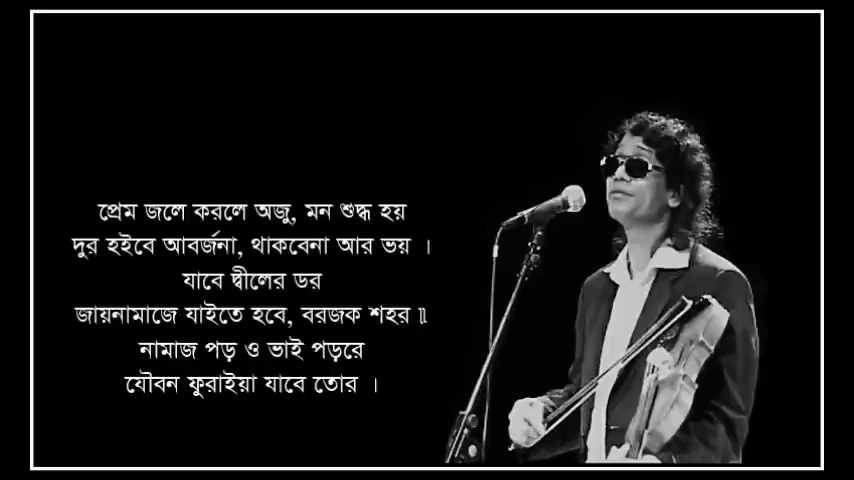 প্রেম জলে করলে অজু, মন শুদ্ধ হয়
দুর হইবে আবর্জনা, থাকবেনা আর ভয় ।
যাবে দ্বীলের ডর
জায়নামাজে যাইতে হবে, বরজক শহর ॥
নামাজ পড় ও ভাই পড়রে
যৌবন ফুরাইয়া যাবে তোর ।